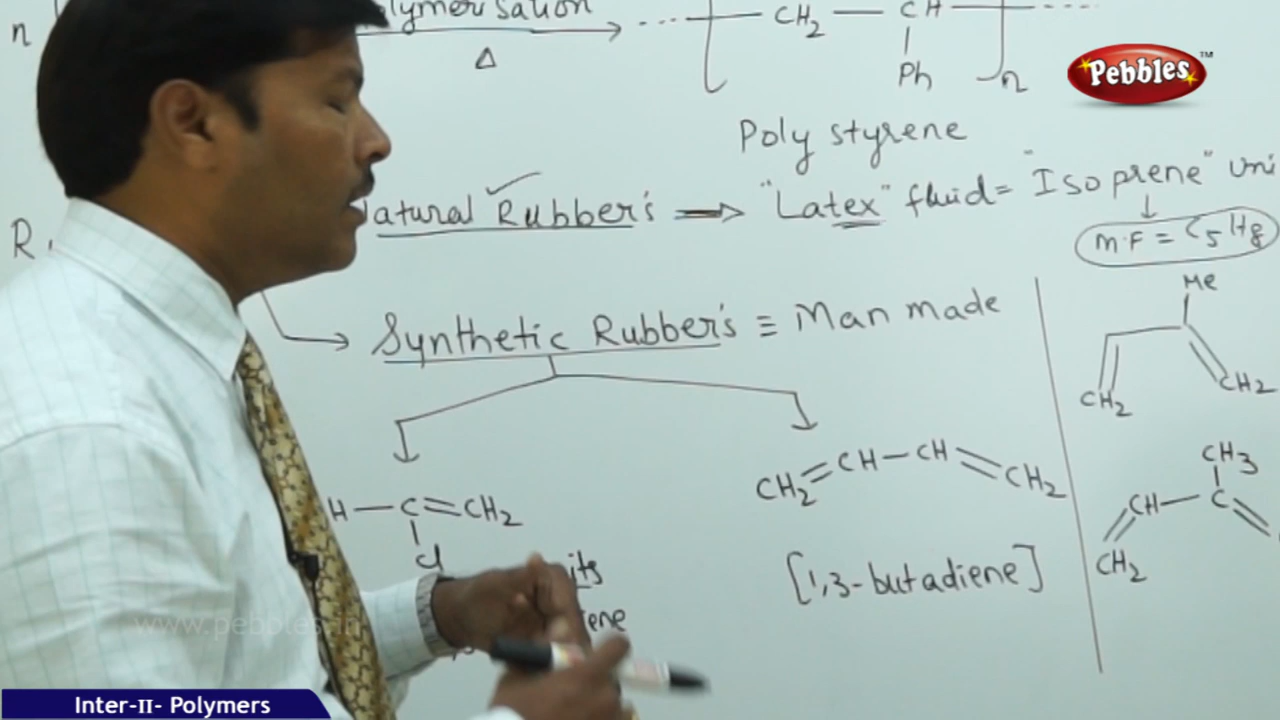 n
polymerisation
Δ
CH2 — CH
Ph
n
Pebbles™
Poly styrene
Natural Rubber's → "Latex" fluid = "Isoprene" uni
M.F = C5H8
R
Synthetic Rubber's ≡ Man made
Me
CH2
CH2
H — C = CH2
Cl
CH2 = CH — CH = CH2
CH3
CH — C =
CH2
its
[1,3-butadiene]
ene
www.pebbles.in
Inter-II- Polymers